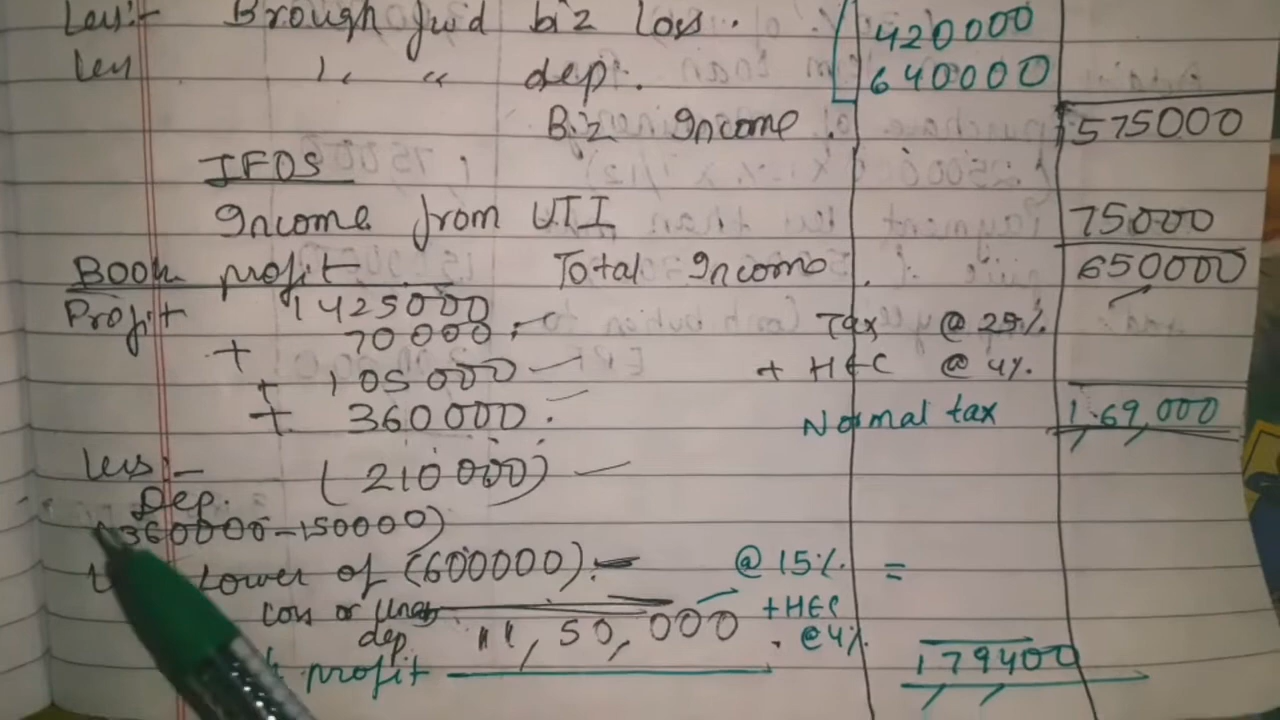 Less:- Brough fwd biz loss. 420000
Less " " dep. 640000
Biz Income. 575000
IFOS
Income from UTI 75000
Book profit Total Income. 650000
Profit 1425000
+ 70000 Tax @ 25%
+ 105000 + HEC @ 4%.
+ 360000 Normal tax 1,69,000
Less:- (210000)
Dep.
(360000-150000)
Lower of (600000). @ 15% =
Loss or Unab +HEC
dep. 11,50,000 @ 4% 179400
profit